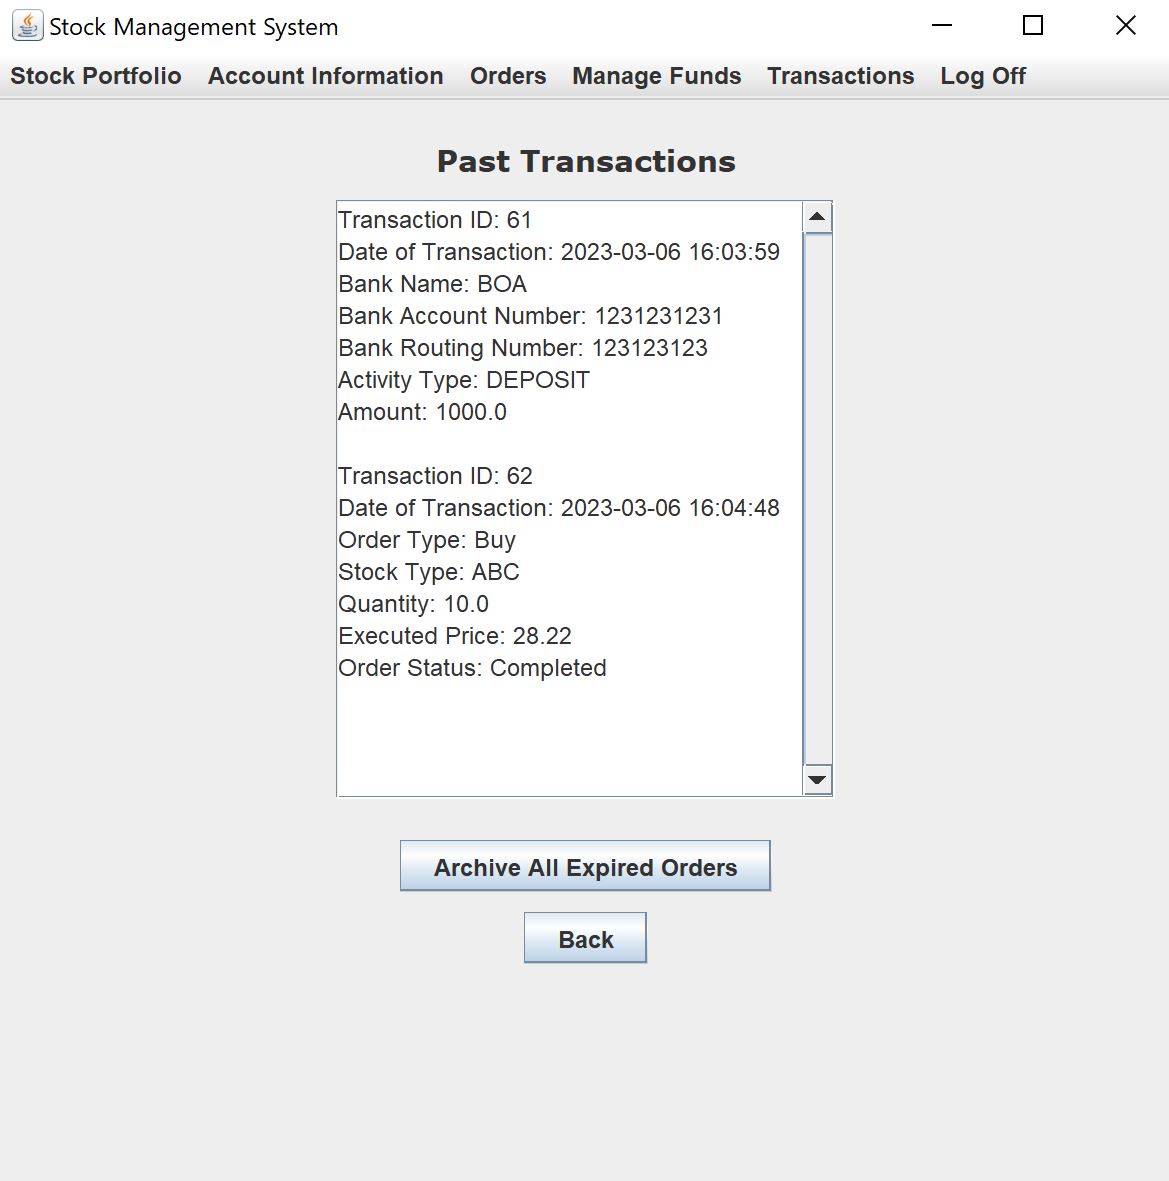 Stock Management System
Stock Portfolio Account Information Orders Manage Funds Transactions Log Off
Past Transactions
Transaction ID: 61
Date of Transaction: 2023-03-06 16:03:59
Bank Name: BOA
Bank Account Number: 1231231231
Bank Routing Number: 123123123
Activity Type: DEPOSIT
Amount: 1000.0
Transaction ID: 62
Date of Transaction: 2023-03-06 16:04:48
Order Type: Buy
Stock Type: ABC
Quantity: 10.0
Executed Price: 28.22
Order Status: Completed
Archive All Expired Orders
Back